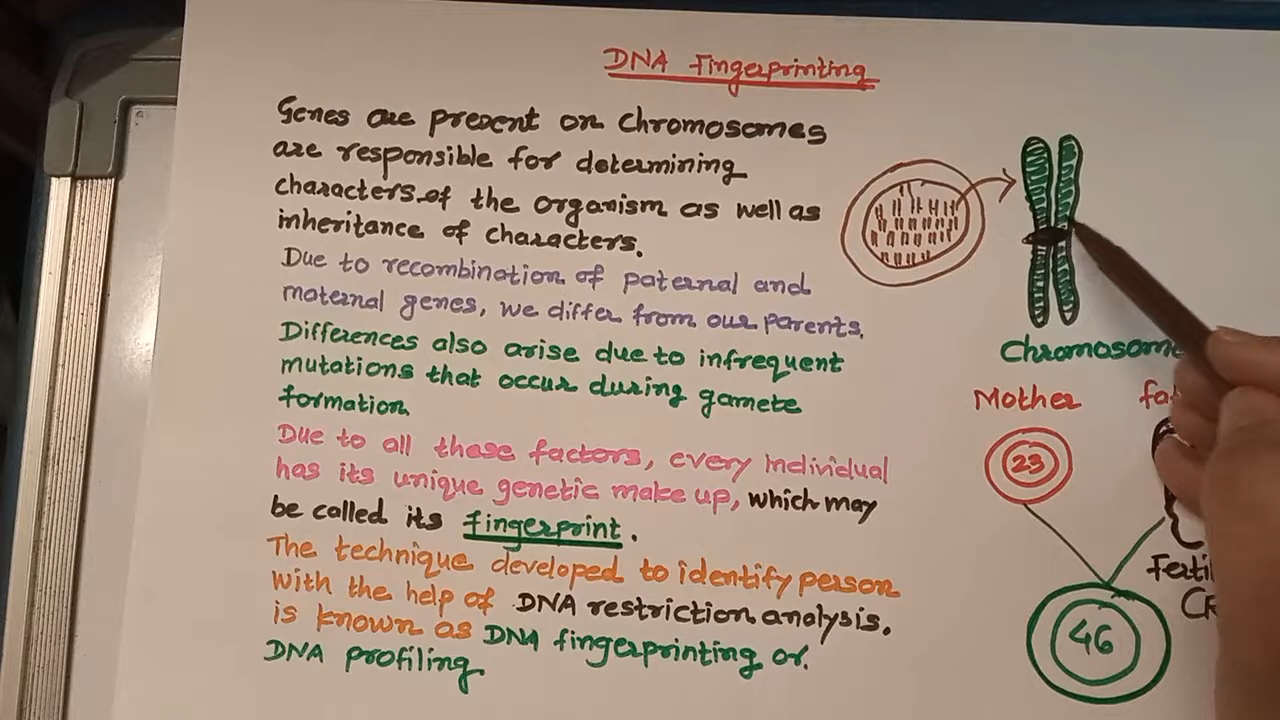 DNA Fingerprinting
Genes are present on chromosomes
are responsible for determining
characters of the organism as well as
inheritance of characters.
Due to recombination of paternal and
maternal genes, we differ from our parents.
Differences also arise due to infrequent
mutations that occur during gamete
formation.
Due to all these factors, every individual
has its unique genetic make up, which may
be called its fingerprint.
The technique developed to identify person
with the help of DNA restriction analysis.
is known as DNA fingerprinting or
DNA profiling
Chromosome
Mother
23
46